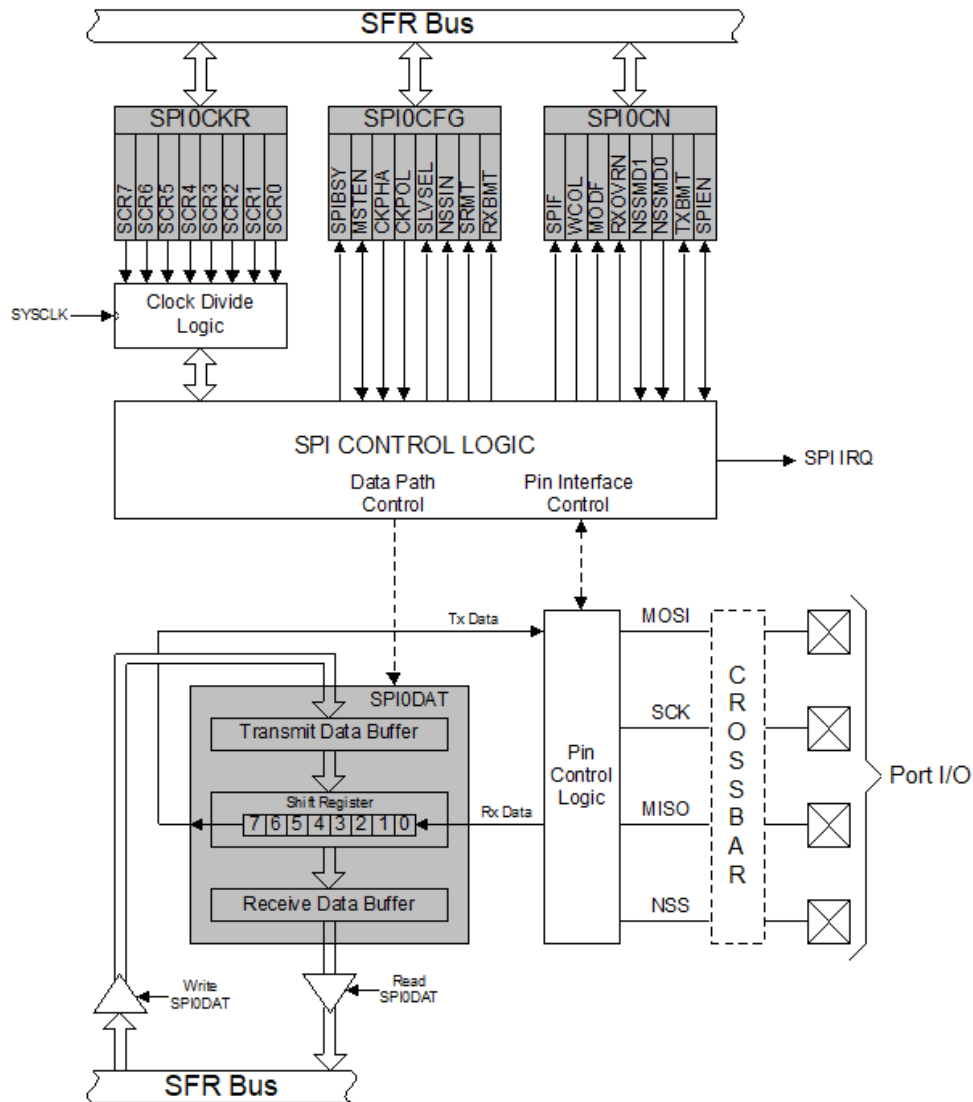 SFR Bus
SPI0CKR
SCR7
SCR6
SCR5
SCR4
SCR3
SCR2
SCR1
SCR0
SPI0CFG
SPIBSY
MSTEN
CKPHA
CKPOL
SLVSEL
NSSIN
SRMT
RXBMT
SPI0CN
SPIF
WCOL
MODF
RXOVRN
NSSMD1
NSSMD0
TXBMT
SPIEN
SYSCLK
Clock Divide
Logic
SPI CONTROL LOGIC
Data Path
Control
Pin Interface
Control
SPI IRQ
Tx Data
SPI0DAT
Transmit Data Buffer
Shift Register
7 6 5 4 3 2 1 0
Rx Data
Receive Data Buffer
Pin
Control
Logic
MOSI
SCK
MISO
NSS
CROSSBAR
Port I/O
Write
SPI0DAT
Read
SPI0DAT
SFR Bus